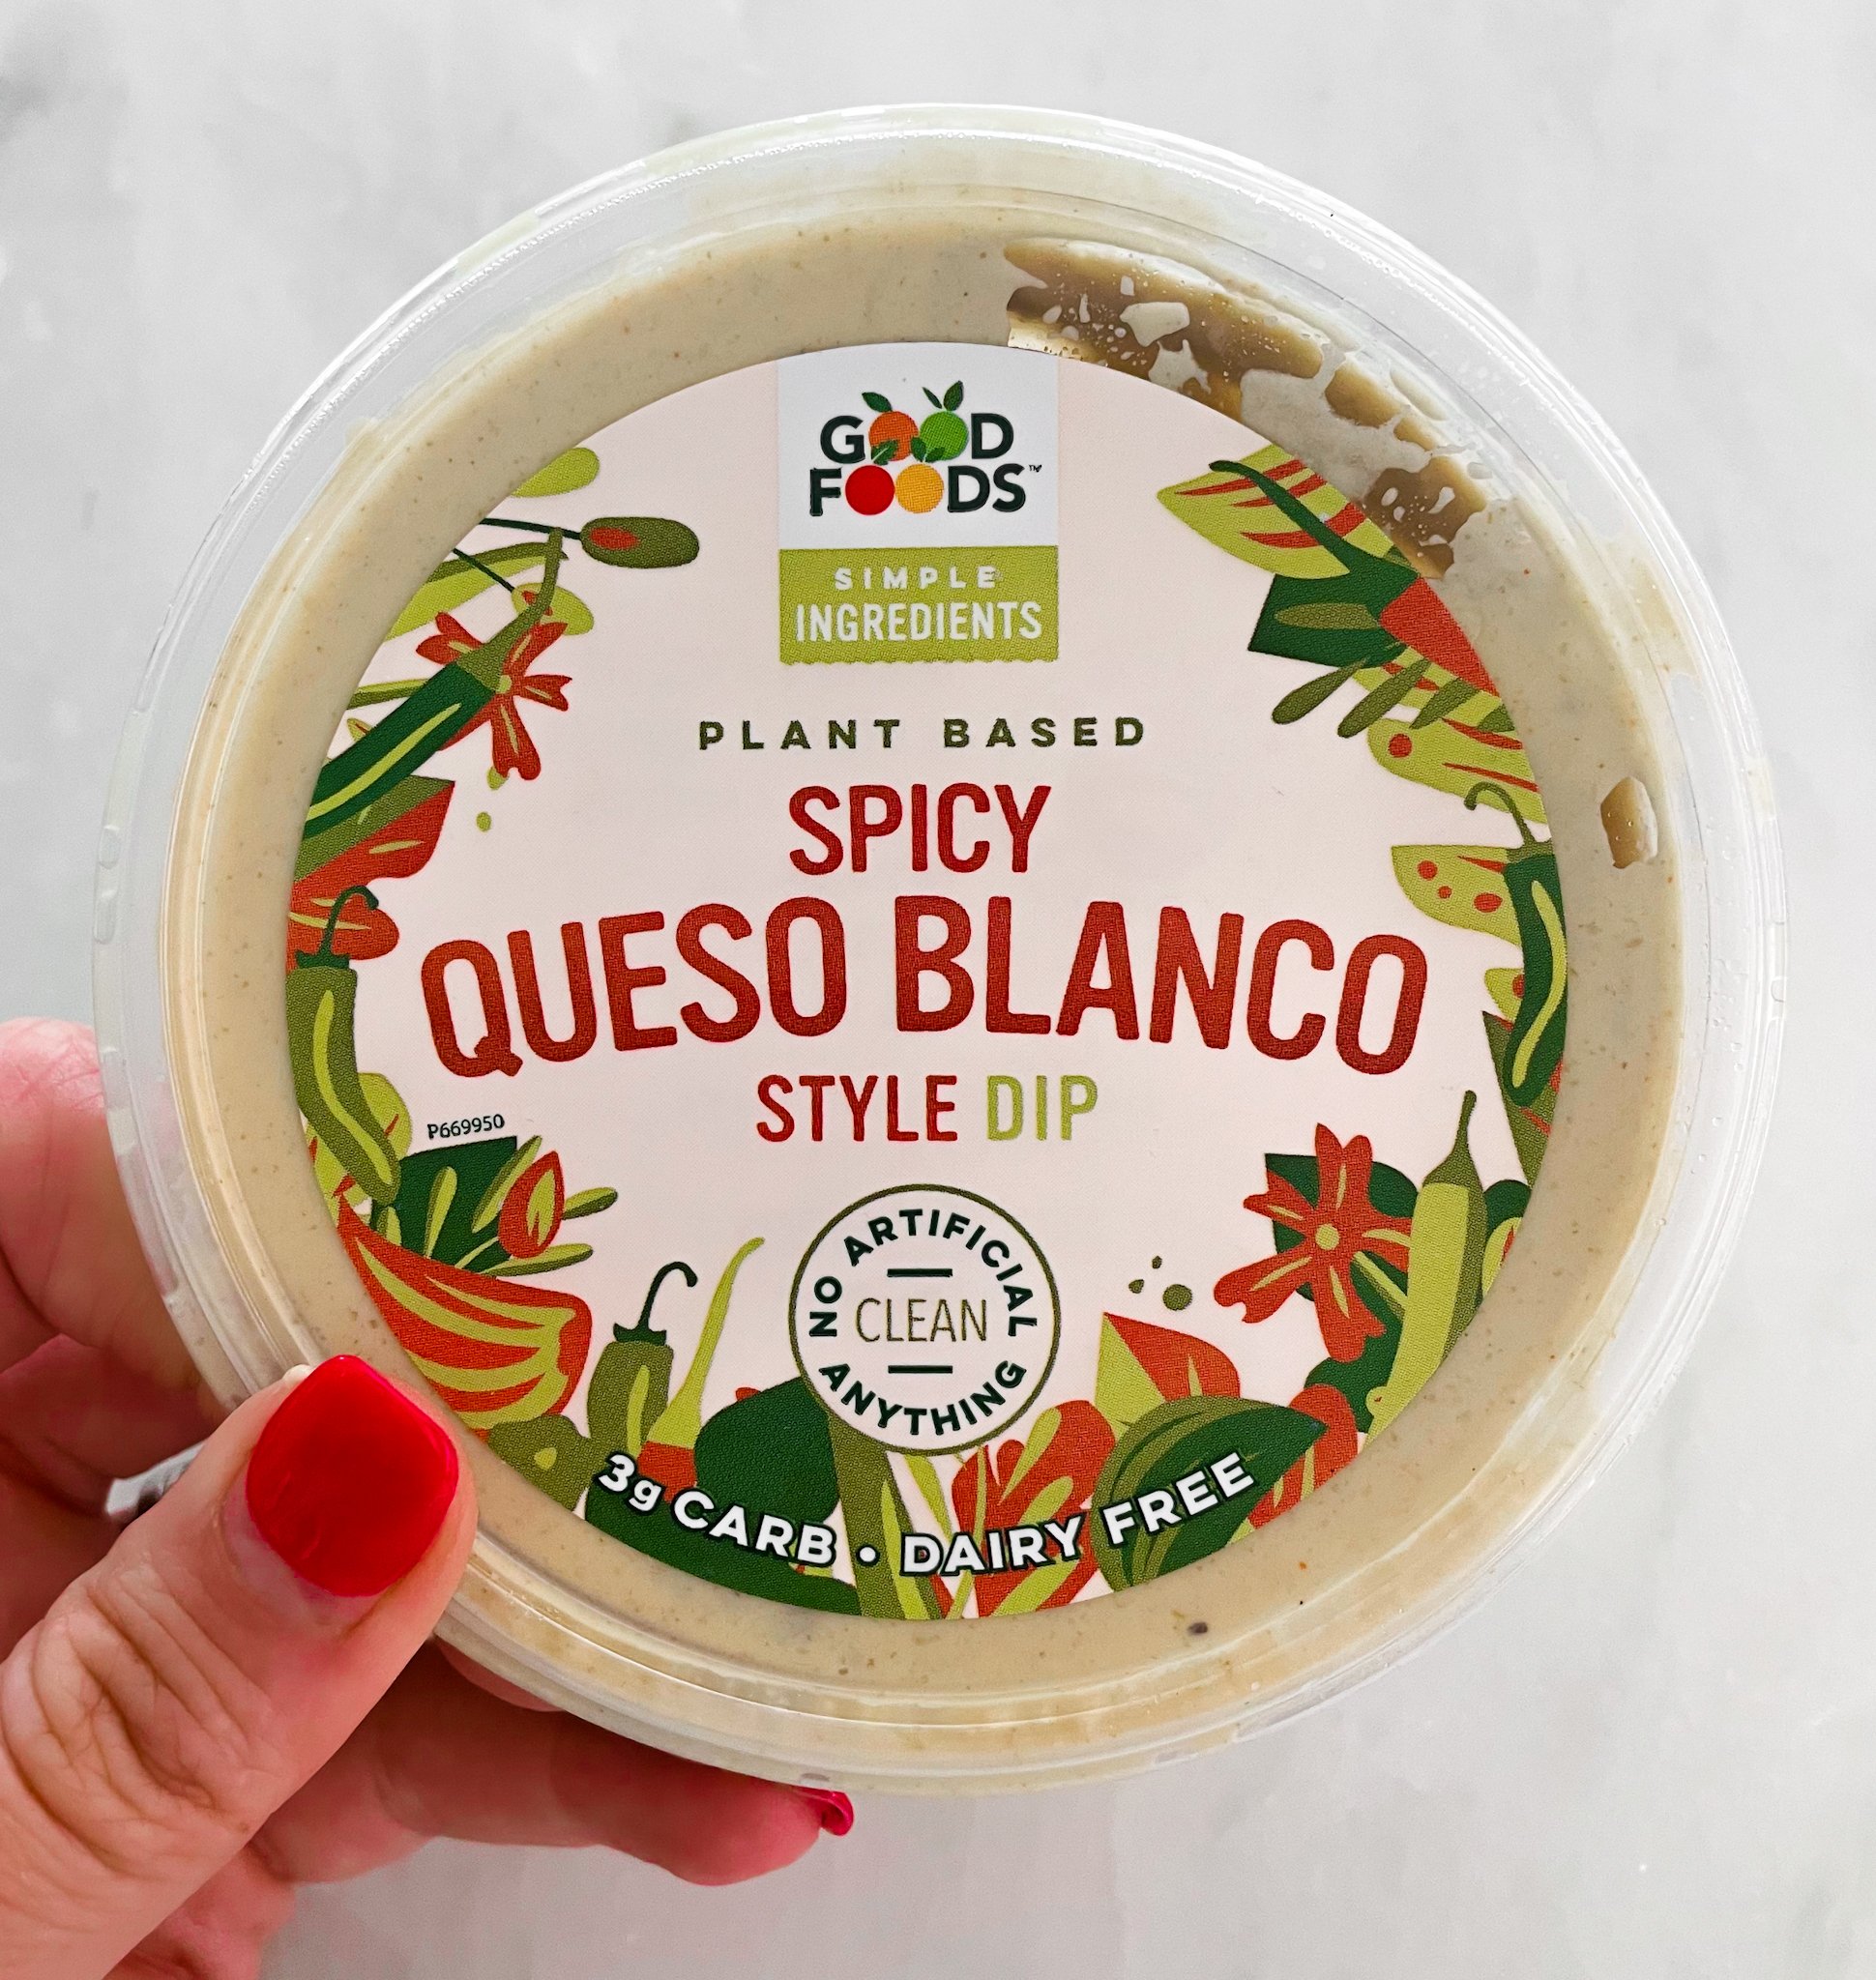 GOOD
FOODS™
SIMPLE
INGREDIENTS
PLANT BASED
SPICY
QUESO BLANCO
STYLE DIP
P669950
NO ARTIFICIAL
CLEAN
ANYTHING
3g CARB • DAIRY FREE